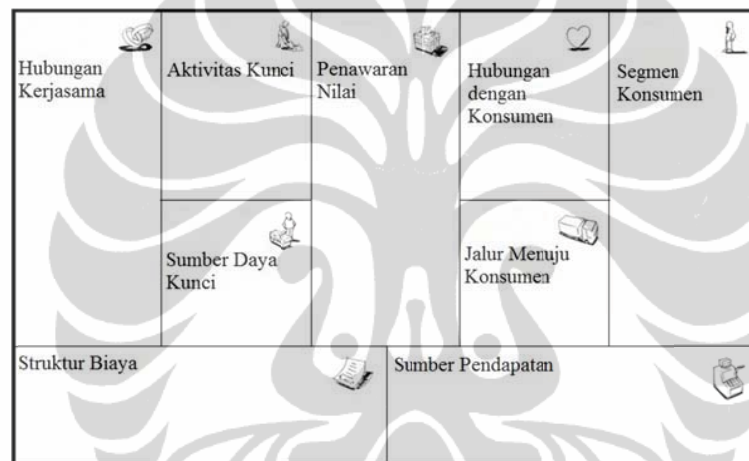 Hubungan
Kerjasama
Aktivitas Kunci
Penawaran
Nilai
Hubungan
dengan
Konsumen
Segmen
Konsumen
Sumber Daya
Kunci
Jalur Menuju
Konsumen
Struktur Biaya
Sumber Pendapatan